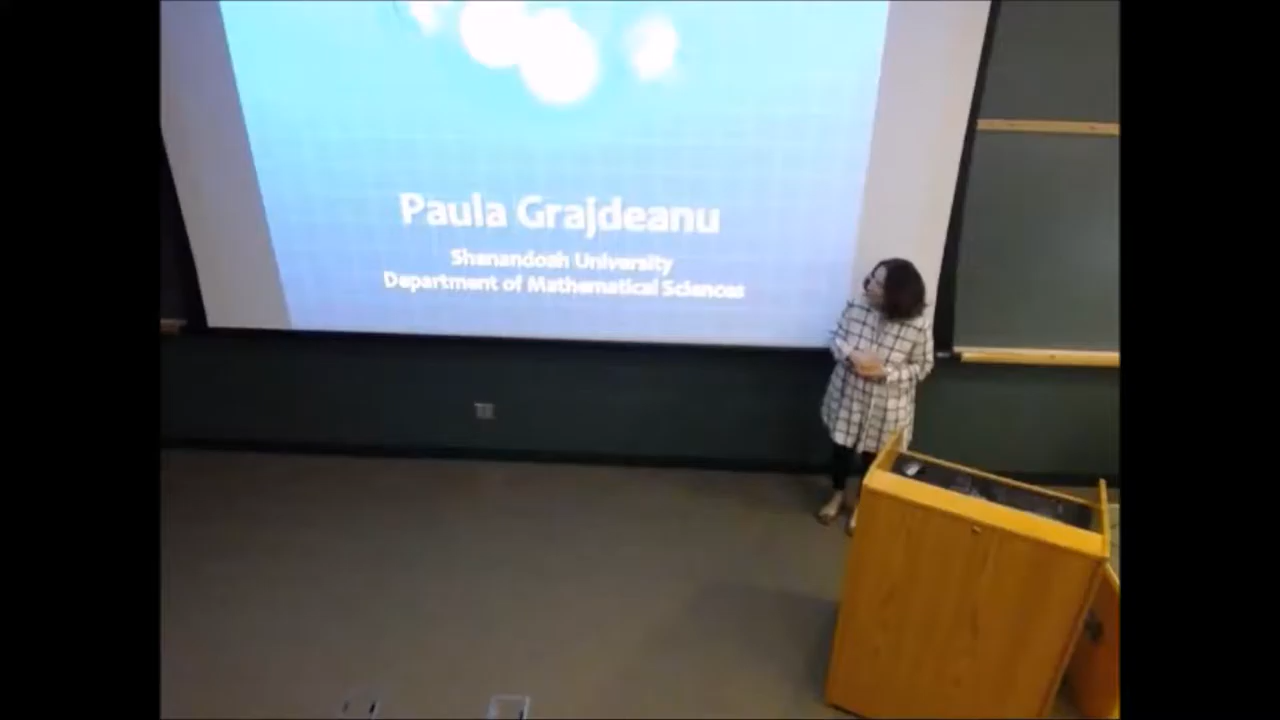 Paula Grajdeanu
Shenandoah University
Department of Mathematical Sciences